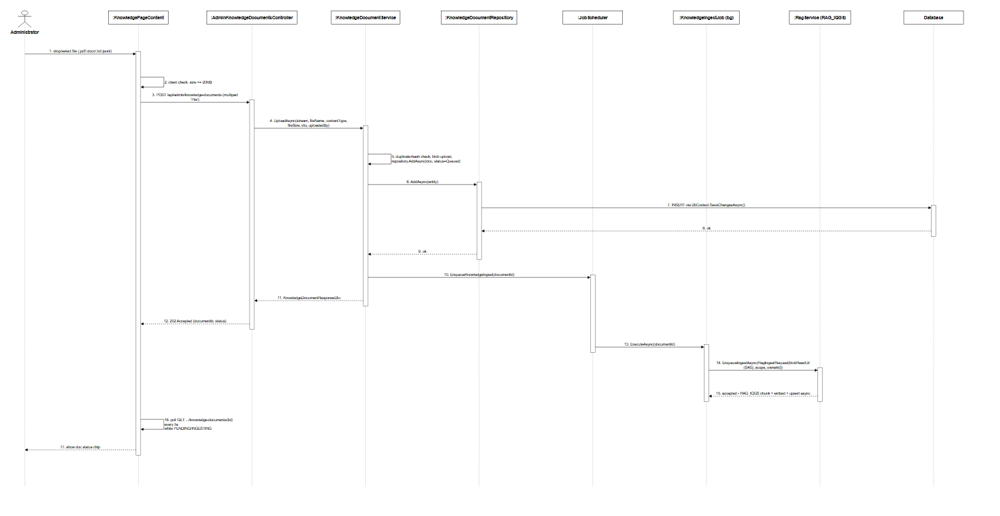 :KnowledgePageContent
:AdminKnowledgeDocumentsController
:KnowledgeDocumentService
:KnowledgeDocumentRepository
:JobScheduler
:KnowledgeIngestJob (bg)
:RagService (RAG_IQGS)
Database
Administrator
1. drop/select file (.pdf/.docx/.txt/.jsonl)
2. client check: size <= 20MB
3. POST /api/admin/knowledge-documents (multipart
'File')
4. UploadAsync(stream, fileName, contentType,
fileSize, dto, uploadedBy)
5. duplicate-hash check, blob upload,
repository.AddAsync(doc, status=Queued)
6. AddAsync(entity)
7. INSERT via DbContext.SaveChangesAsync()
8. ok
9. ok
10. EnqueueKnowledgeIngest(documentId)
11. KnowledgeDocumentResponseDto
12. 202 Accepted (documentId, status)
13. ExecuteAsync(documentId)
14. EnqueueIngestAsync(RagIngestRequest{blobReadUrl
(SAS), scope, ownerId})
15. accepted - RAG_IQGS chunk + embed + upsert async
16. poll GET .../knowledge-documents/{id}
every 5s
while PENDING/INGESTING
17. show doc status chip